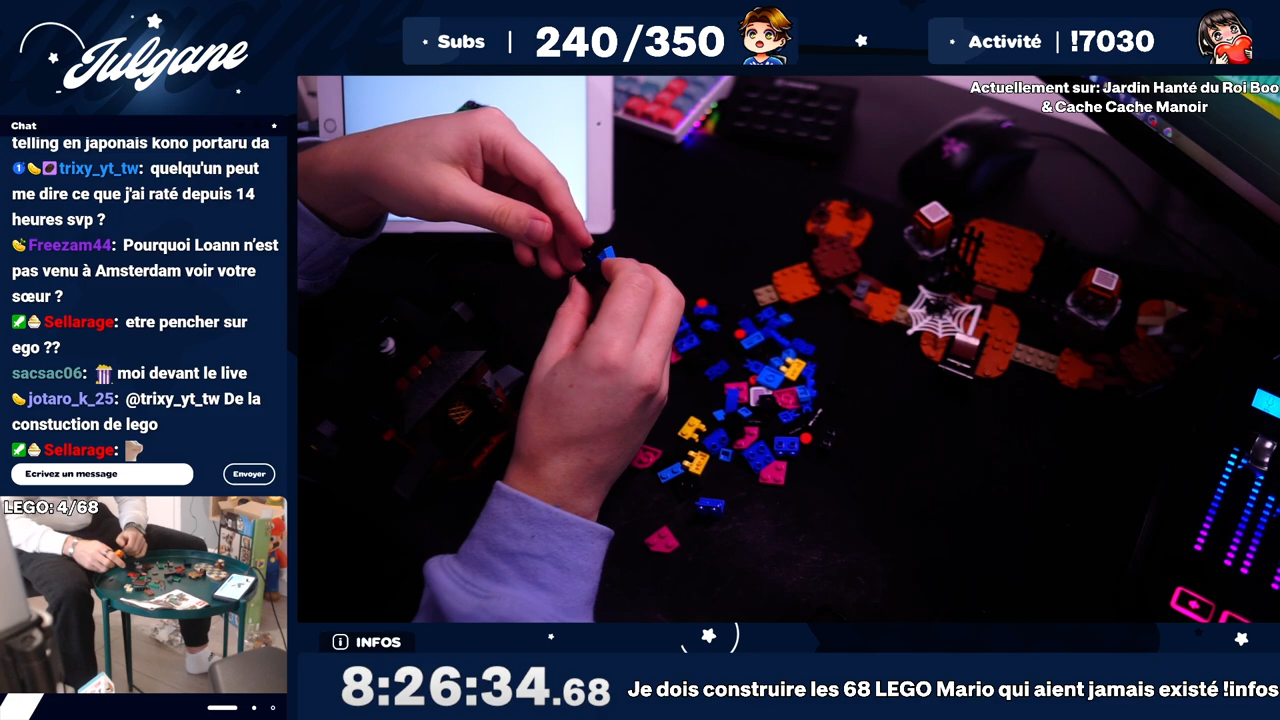 Julgane
Subs | 240/350
Activité | !7030
Actuellement sur: Jardin Hanté du Roi Boo
& Cache Cache Manoir
Chat
telling en japonais kono portaru da
trixy_yt_tw: quelqu'un peut
me dire ce que j'ai raté depuis 14
heures svp ?
Freezam44: Pourquoi Loann n'est
pas venu à Amsterdam voir votre
sœur ?
Sellarage: etre pencher sur
ego ??
sacsac06: moi devant le live
jotaro_k_25: @trixy_yt_tw De la
constuction de lego
Sellarage:
Ecrivez un message
Envoyer
LEGO: 4/68
INFOS
8:26:34.68
Je dois construire les 68 LEGO Mario qui aient jamais existé !infos